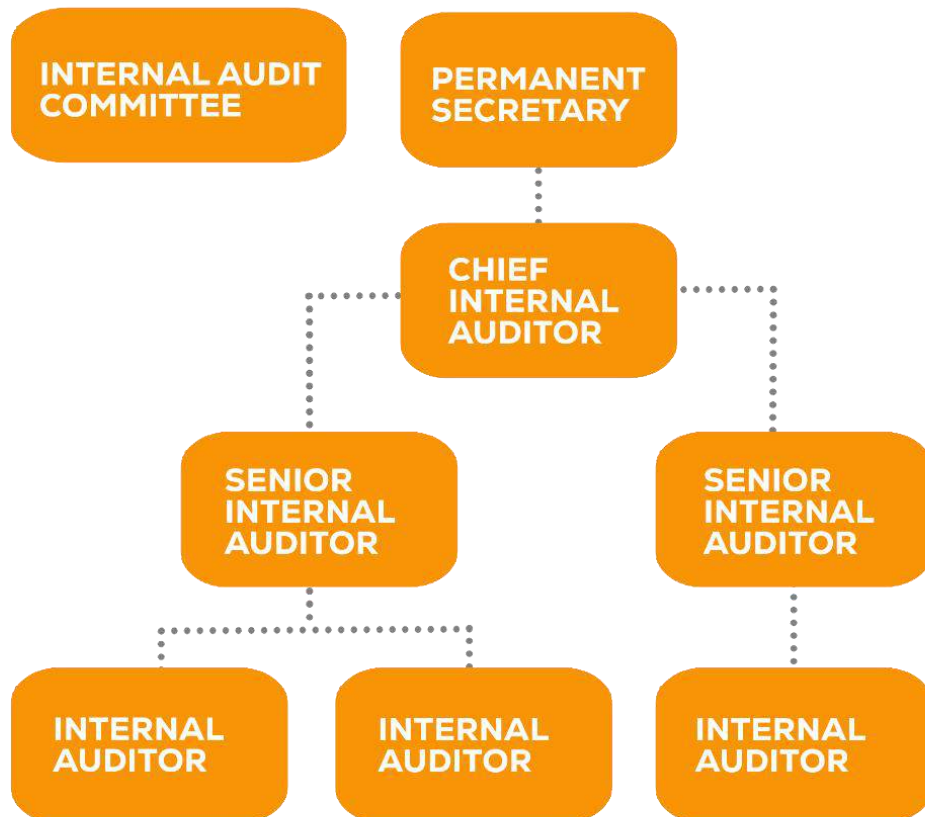 INTERNAL AUDIT
COMMITTEE
PERMANENT
SECRETARY
CHIEF
INTERNAL
AUDITOR
SENIOR
INTERNAL
AUDITOR
SENIOR
INTERNAL
AUDITOR
INTERNAL
AUDITOR
INTERNAL
AUDITOR
INTERNAL
AUDITOR